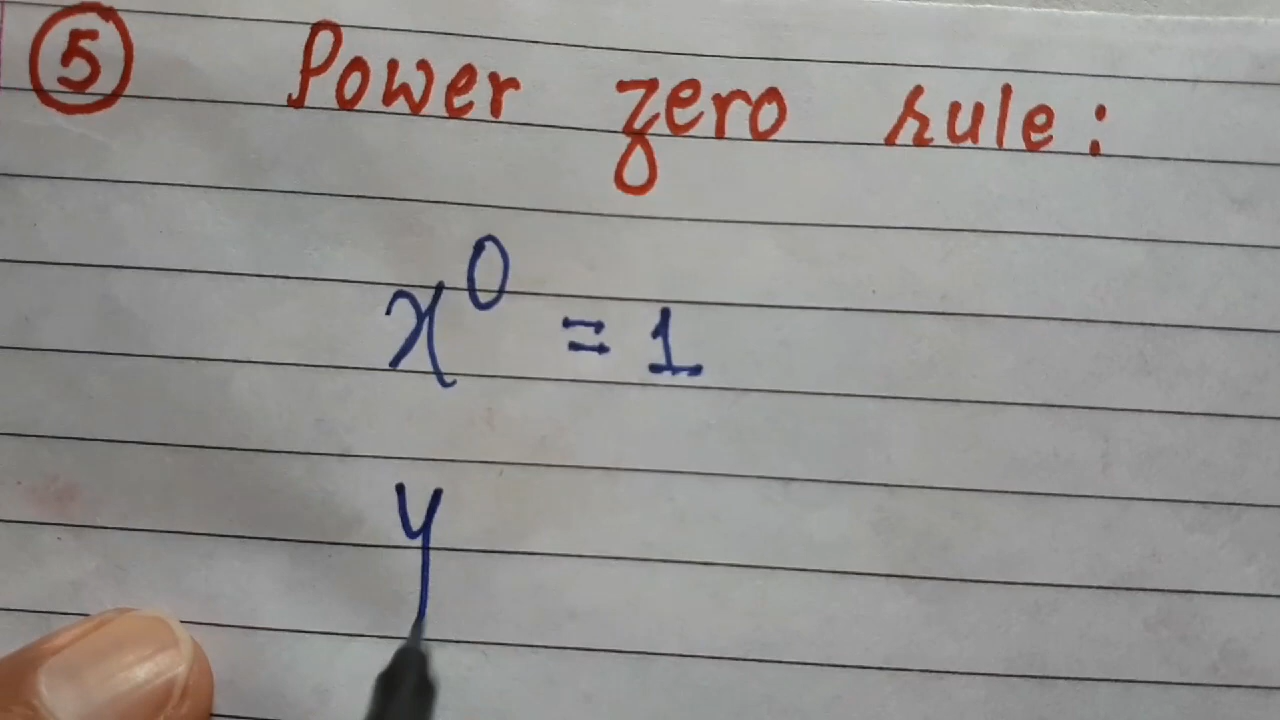 ⑤ Power zero rule:
x⁰ = 1
y